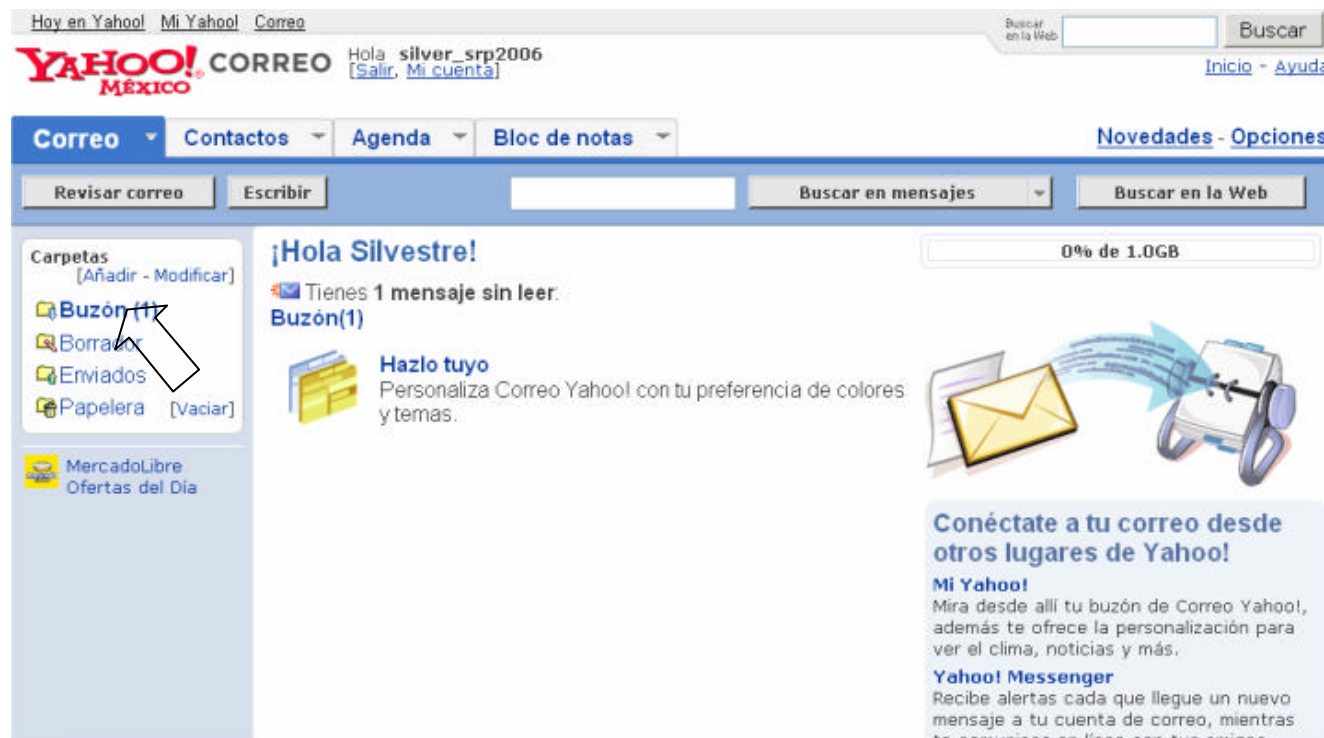 Hoy en Yahoo! Mi Yahoo! Correo
Buscar en la Web Buscar
YAHOO! CORREO
MÉXICO
Hola silver_srp2006
[Salir, Mi cuenta]
Inicio - Ayuda
Correo Contactos Agenda Bloc de notas
Novedades - Opciones
Revisar correo Escribir Buscar en mensajes Buscar en la Web
Carpetas
[Añadir - Modificar]
Buzón (1)
Borrador
Enviados
Papelera [Vaciar]
MercadoLibre
Ofertas del Día
¡Hola Silvestre!
Tienes 1 mensaje sin leer:
Buzón(1)
Hazlo tuyo
Personaliza Correo Yahoo! con tu preferencia de colores
y temas.
0% de 1.0GB
Conéctate a tu correo desde
otros lugares de Yahoo!
Mi Yahoo!
Mira desde allí tu buzón de Correo Yahoo!,
además te ofrece la personalización para
ver el clima, noticias y más.
Yahoo! Messenger
Recibe alertas cada que llegue un nuevo
mensaje a tu cuenta de correo, mientras